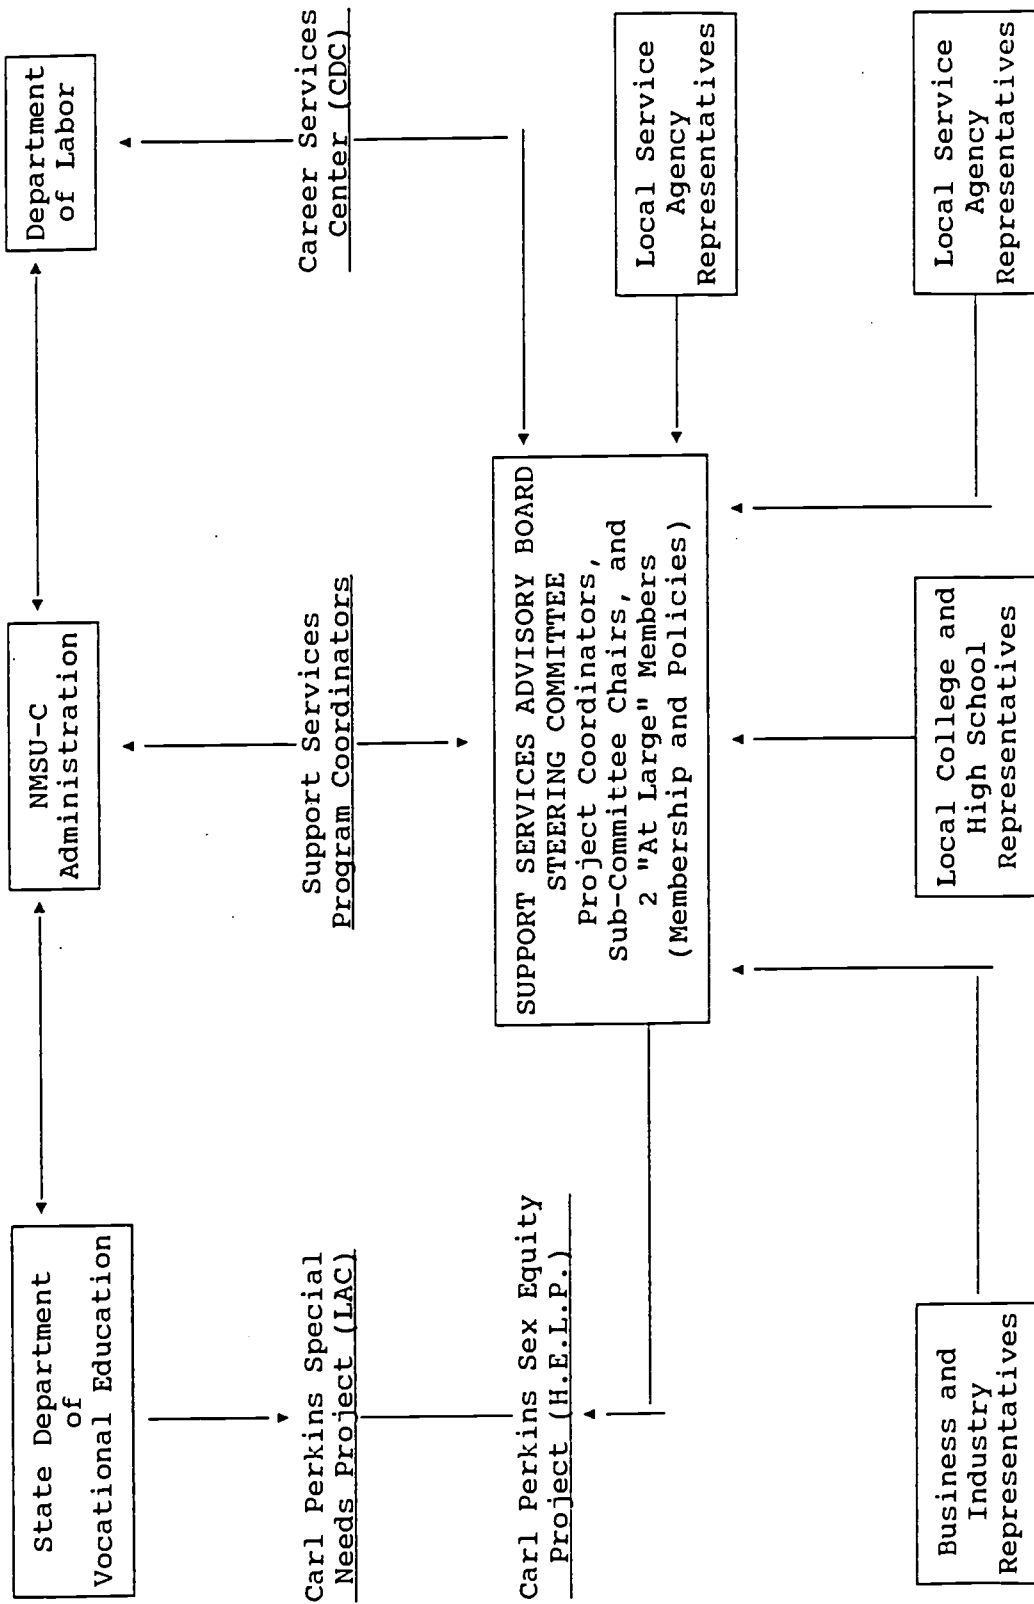 State Department
of
Vocational Education
NMSU-C
Administration
Department
of Labor
Carl Perkins Special
Needs Project (LAC)
Support Services
Program Coordinators
Career Services
Center (CDC)
Carl Perkins Sex Equity
Project (H.E.L.P.)
SUPPORT SERVICES ADVISORY BOARD
STEERING COMMITTEE
Project Coordinators,
Sub-Committee Chairs, and
2 "At Large" Members
(Membership and Policies)
Local Service
Agency
Representatives
Business and
Industry
Representatives
Local College and
High School
Representatives
Local Service
Agency
Representatives